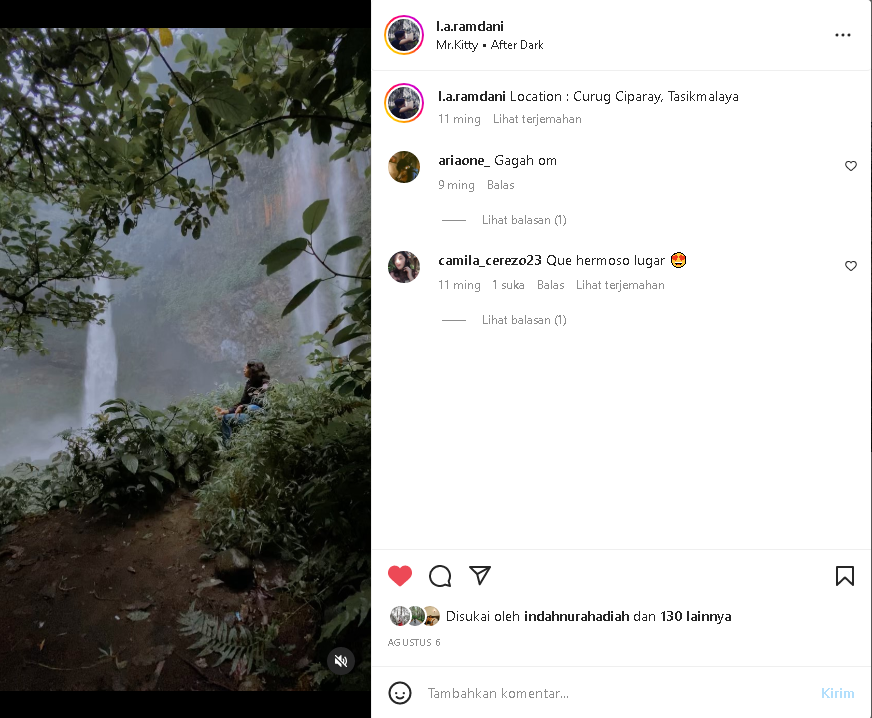 l.a.ramdani
Mr.Kitty • After Dark
l.a.ramdani Location : Curug Ciparay, Tasikmalaya
11 ming Lihat terjemahan
ariaone_ Gagah om
9 ming Balas
Lihat balasan (1)
camila_cerezo23 Que hermoso lugar 😍
11 ming 1 suka Balas Lihat terjemahan
Lihat balasan (1)
Disukai oleh indahnurahadiah dan 130 lainnya
AGUSTUS 6
Tambahkan komentar... Kirim